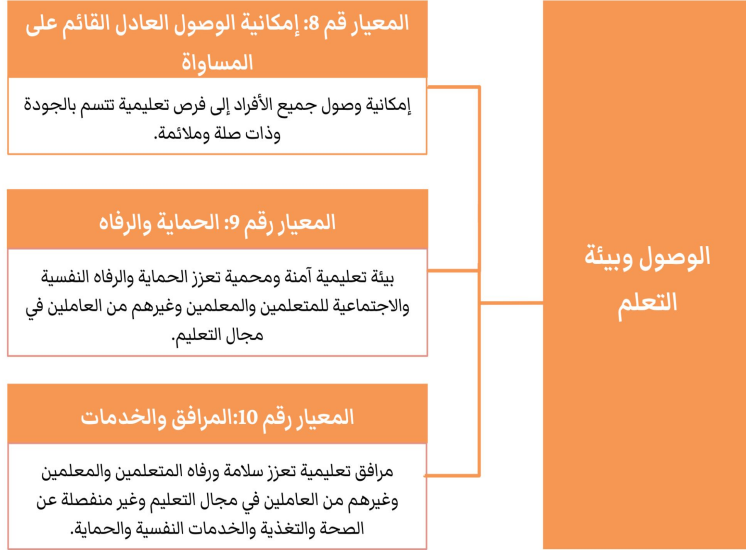 الوصول وبيئة
التعلم
المعيار قم 8: إمكانية الوصول العادل القائم على
المساواة
إمكانية وصول جميع الأفراد إلى فرص تعليمية تتسم بالجودة
وذات صلة وملائمة.
المعيار رقم 9: الحماية والرفاه
بيئة تعليمية آمنة ومحمية تعزز الحماية والرفاه النفسية
والاجتماعية للمتعلمين والمعلمين وغيرهم من العاملين في
مجال التعليم.
المعيار رقم 10:المرافق والخدمات
مرافق تعليمية تعزز سلامة ورفاه المتعلمين والمعلمين
وغيرهم من العاملين في مجال التعليم وغير منفصلة عن
الصحة والتغذية والخدمات النفسية والحماية.